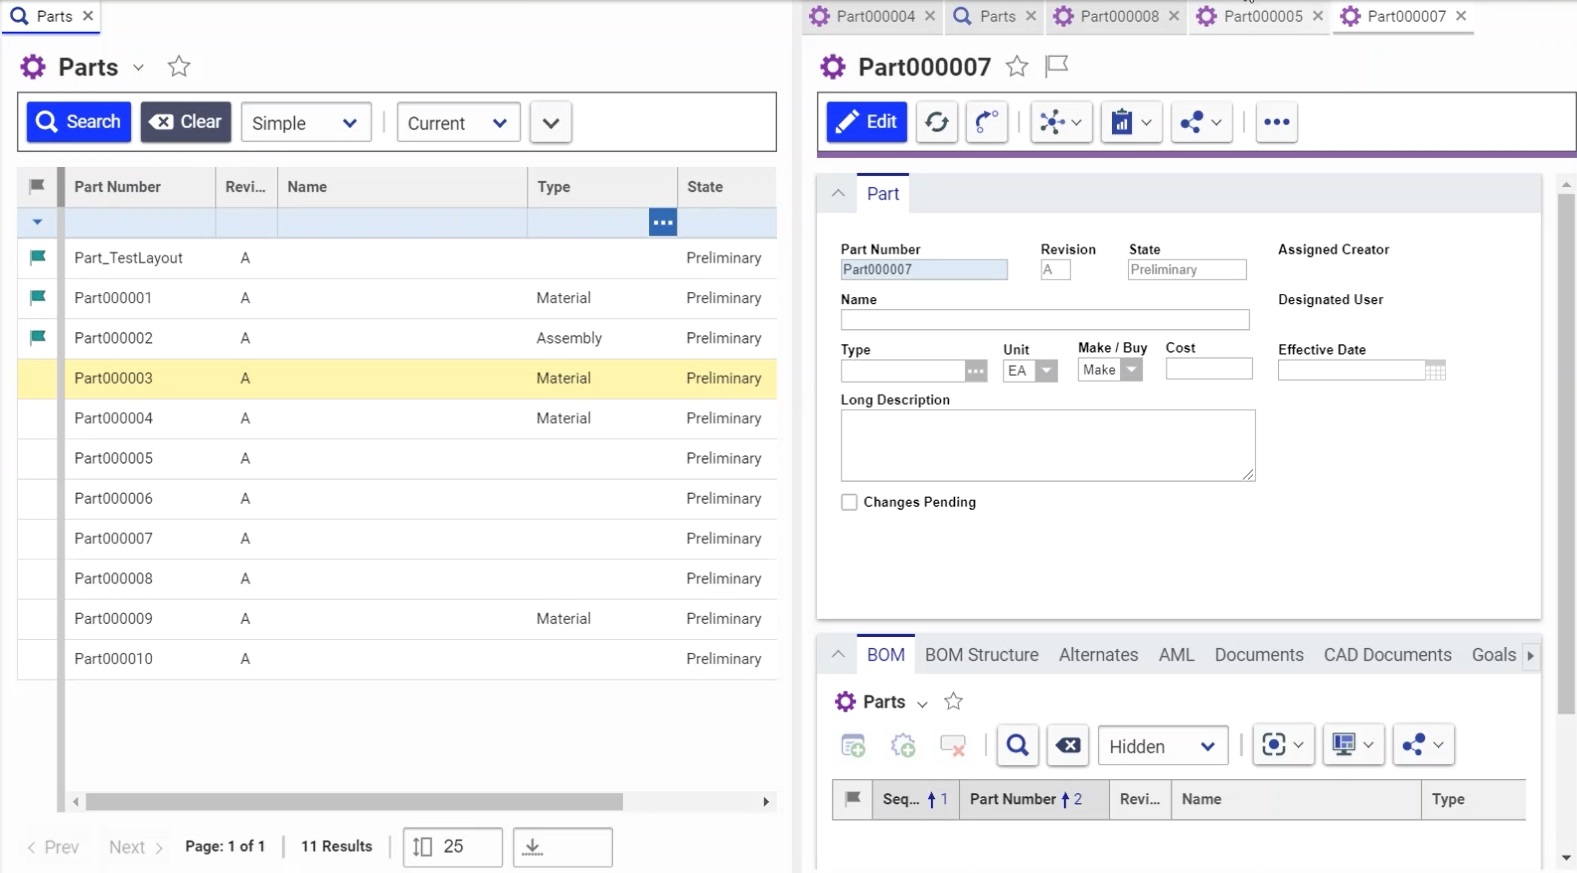 Parts
Parts
Search Clear Simple Current
Part Number Revi... Name Type State
Part_TestLayout A Preliminary
Part000001 A Material Preliminary
Part000002 A Assembly Preliminary
Part000003 A Material Preliminary
Part000004 A Material Preliminary
Part000005 A Preliminary
Part000006 A Preliminary
Part000007 A Preliminary
Part000008 A Preliminary
Part000009 A Material Preliminary
Part000010 A Preliminary
Prev Next Page: 1 of 1 11 Results 25
Part000004 Parts Part000008 Part000005 Part000007
Part000007
Edit
Part
Part Number Revision State Assigned Creator
Part000007 A Preliminary
Name Designated User
Type Unit Make / Buy Cost Effective Date
EA Make
Long Description
Changes Pending
BOM BOM Structure Alternates AML Documents CAD Documents Goals
Parts
Hidden
Seq... 1 Part Number 2 Revi... Name Type